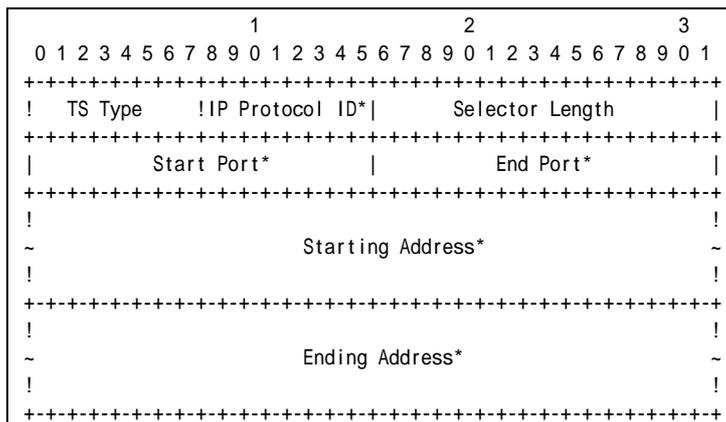 1                   2                   3
 0 1 2 3 4 5 6 7 8 9 0 1 2 3 4 5 6 7 8 9 0 1 2 3 4 5 6 7 8 9 0 1
+-+-+-+-+-+-+-+-+-+-+-+-+-+-+-+-+-+-+-+-+-+-+-+-+-+-+-+-+-+-+-+-+
!   TS Type     !IP Protocol ID*|       Selector Length         |
+-+-+-+-+-+-+-+-+-+-+-+-+-+-+-+-+-+-+-+-+-+-+-+-+-+-+-+-+-+-+-+-+
|           Start Port*         |           End Port*           |
+-+-+-+-+-+-+-+-+-+-+-+-+-+-+-+-+-+-+-+-+-+-+-+-+-+-+-+-+-+-+-+-+
!                                                               !
~                         Starting Address*                     ~
!                                                               !
+-+-+-+-+-+-+-+-+-+-+-+-+-+-+-+-+-+-+-+-+-+-+-+-+-+-+-+-+-+-+-+-+
!                                                               !
~                         Ending Address*                       ~
!                                                               !
+-+-+-+-+-+-+-+-+-+-+-+-+-+-+-+-+-+-+-+-+-+-+-+-+-+-+-+-+-+-+-+-+